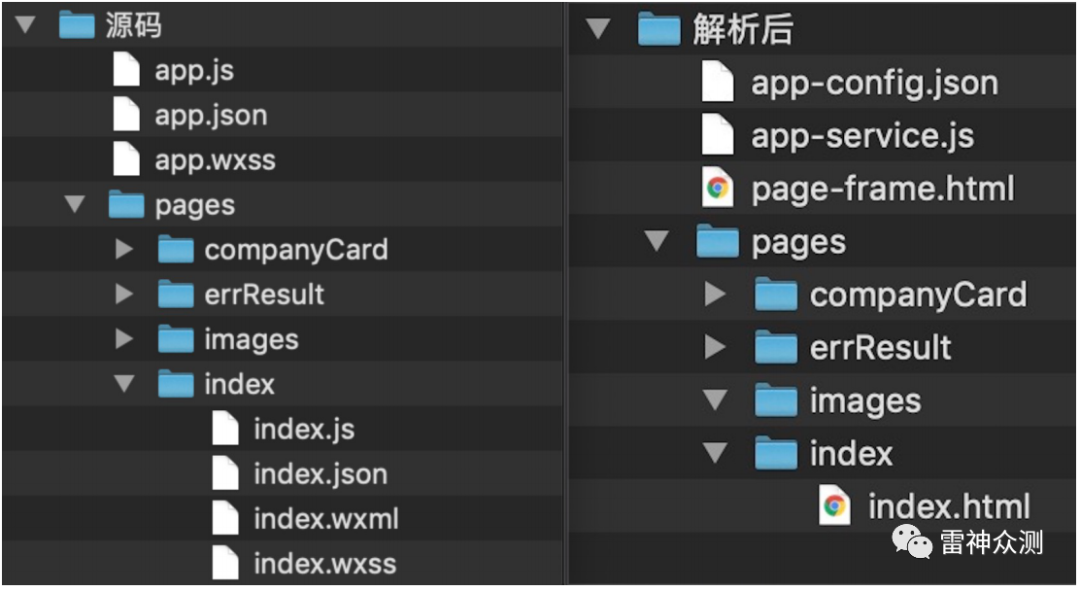 源码
app.js
app.json
app.wxss
pages
companyCard
errResult
images
index
index.js
index.json
index.wxml
index.wxss
解析后
app-config.json
app-service.js
page-frame.html
pages
companyCard
errResult
images
index
index.html
雷神众测